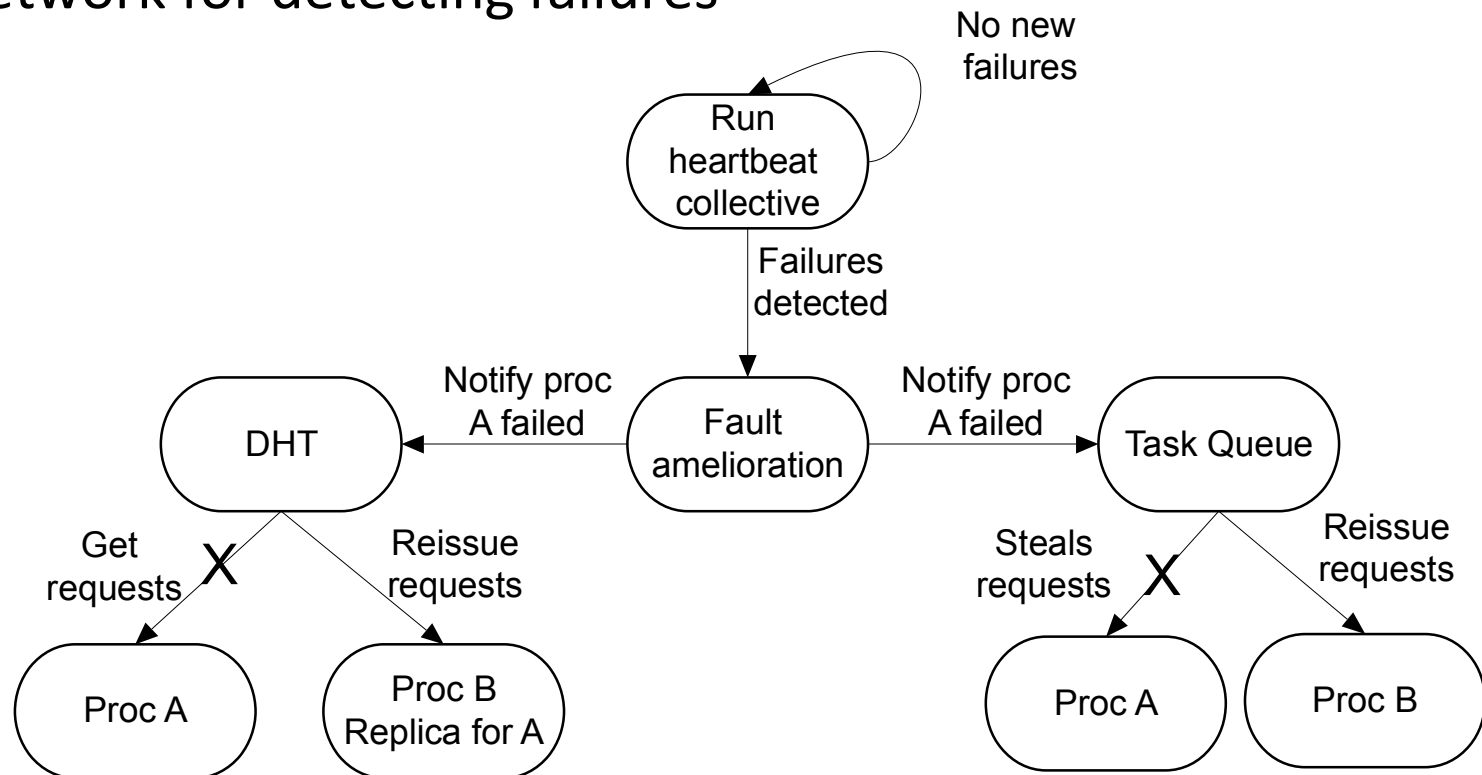 etwork for detecting failures
No new
failures
Run
heartbeat
collective
Failures
detected
Notify proc
A failed
Notify proc
A failed
DHT
Fault
amelioration
Task Queue
Get
requests
X
Reissue
requests
Steals
requests
X
Reissue
requests
Proc A
Proc B
Replica for A
Proc A
Proc B